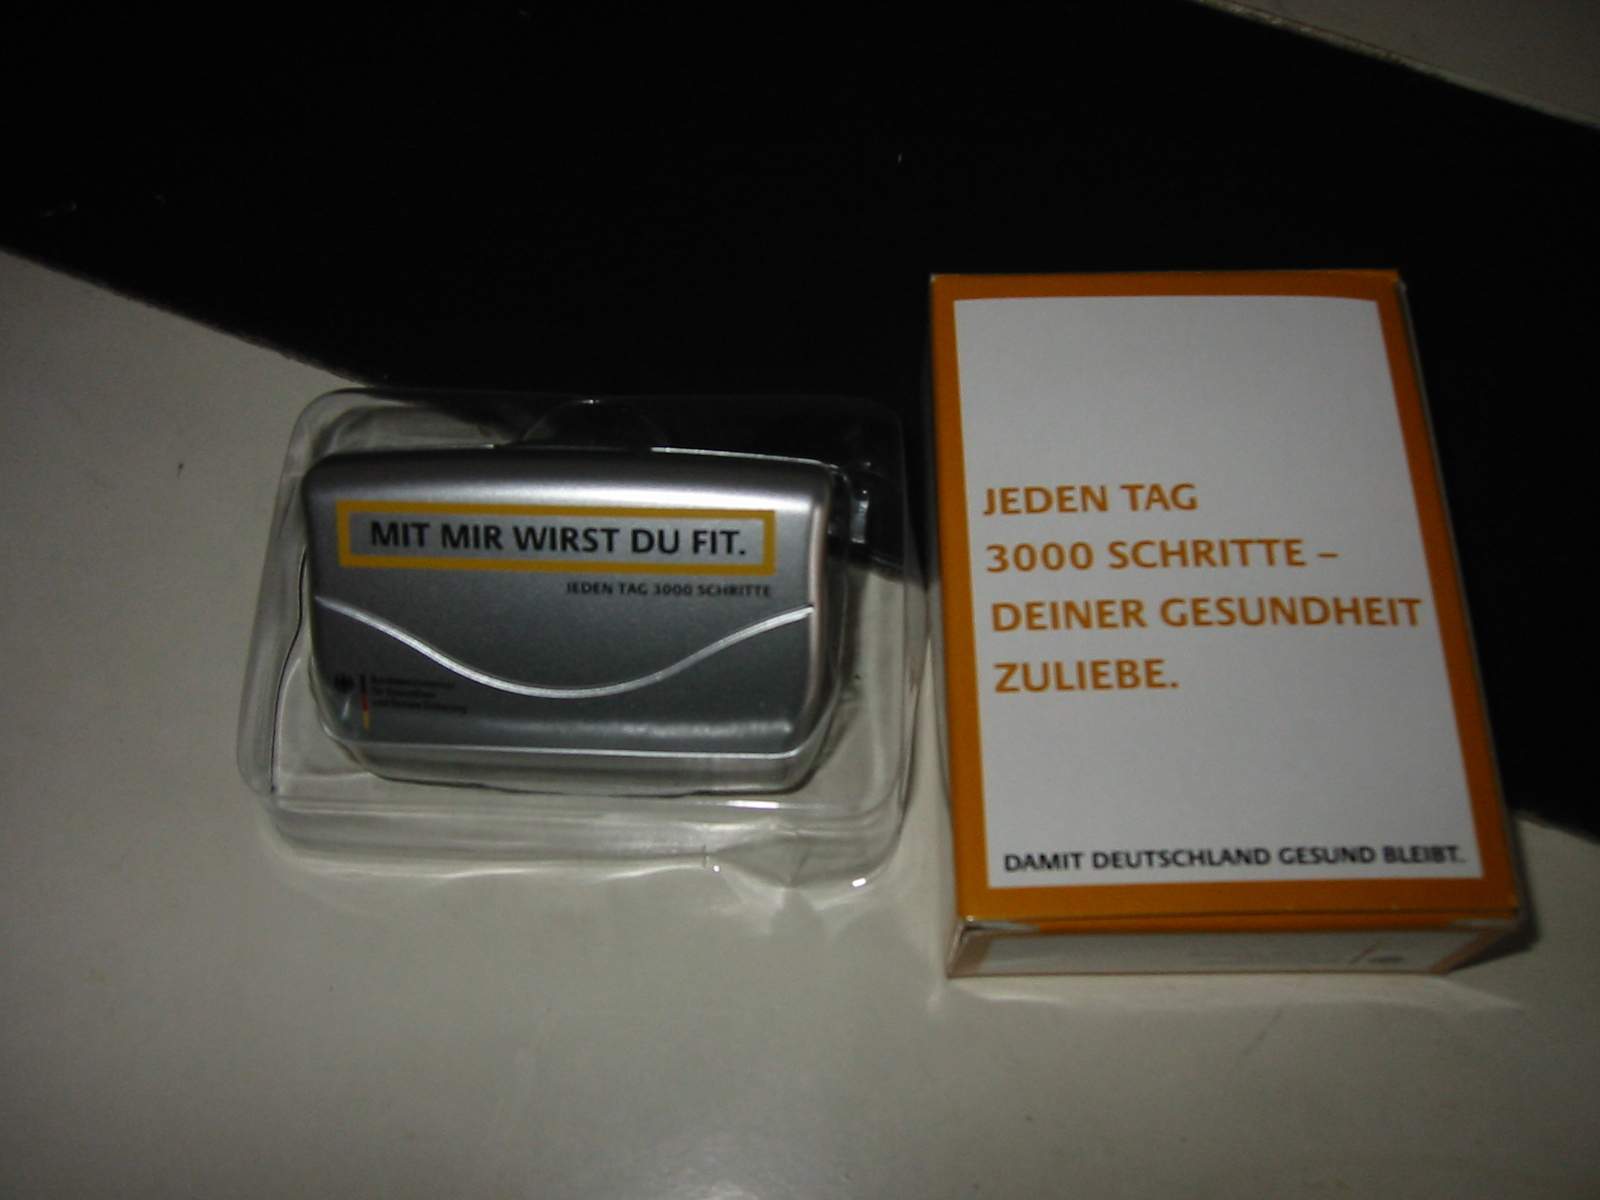 MIT MIR WIRST DU FIT.
JEDEN TAG 3000 SCHRITTE
JEDEN TAG
3000 SCHRITTE –
DEINER GESUNDHEIT
ZULIEBE.
DAMIT DEUTSCHLAND GESUND BLEIBT.